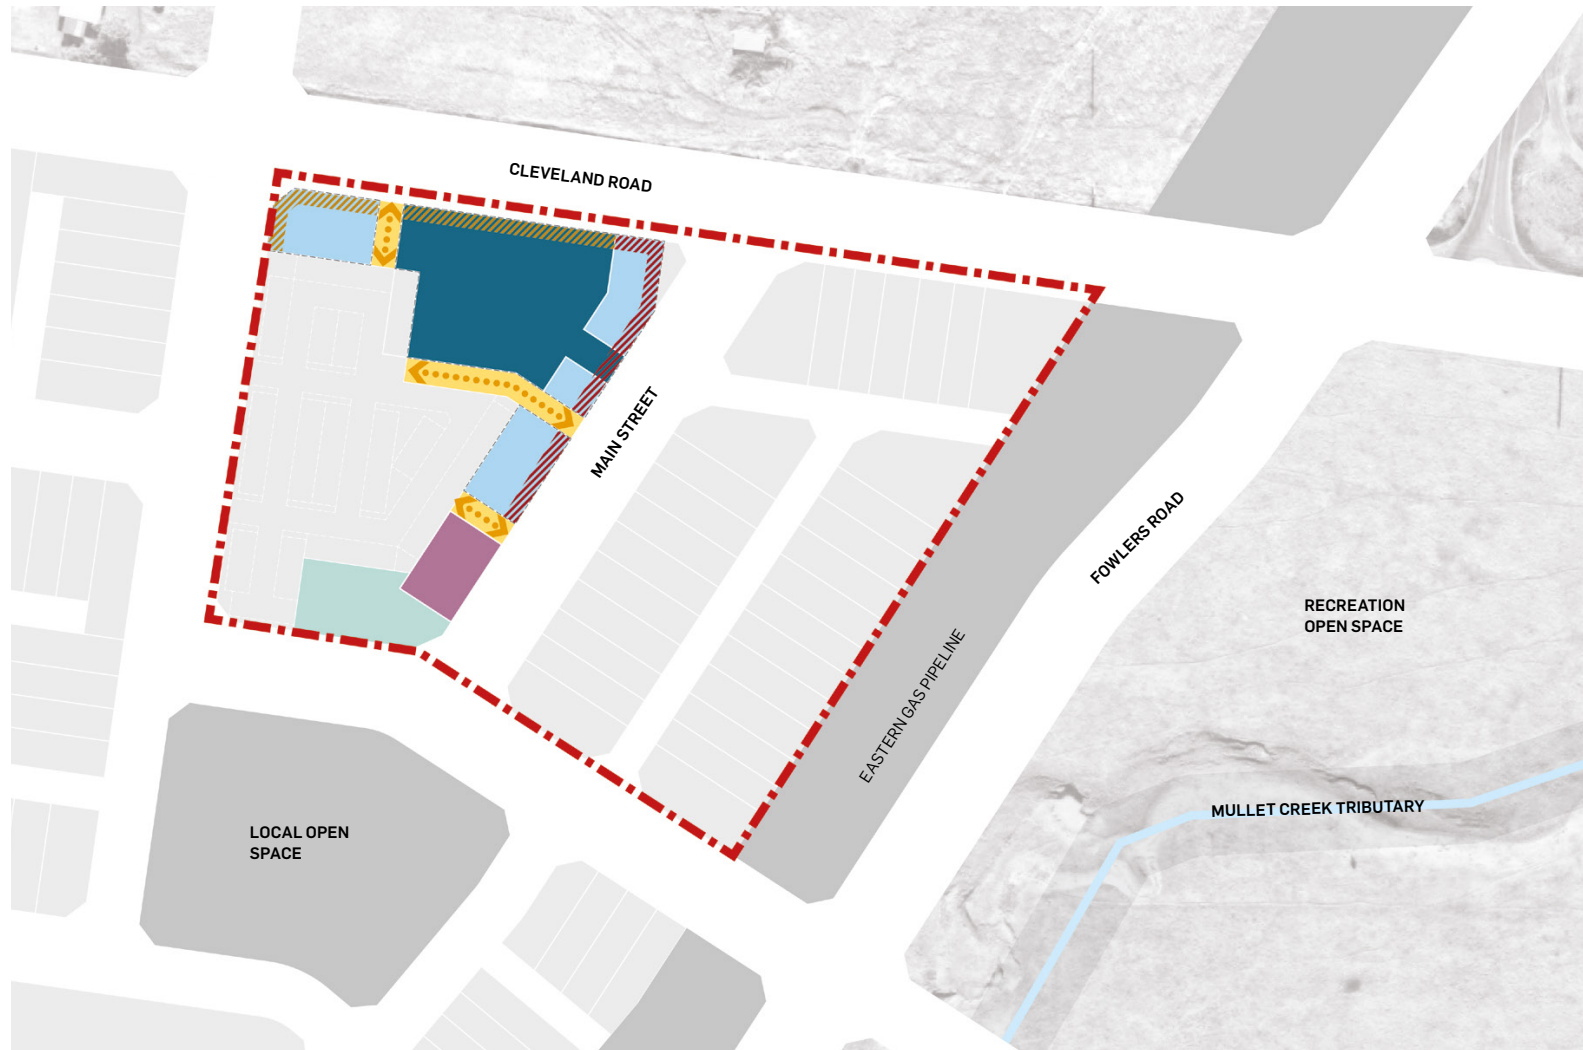 CLEVELAND ROAD
MAIN STREET
FOWLERS ROAD
RECREATION
OPEN SPACE
EASTERN GAS PIPELINE
MULLET CREEK TRIBUTARY
LOCAL OPEN
SPACE